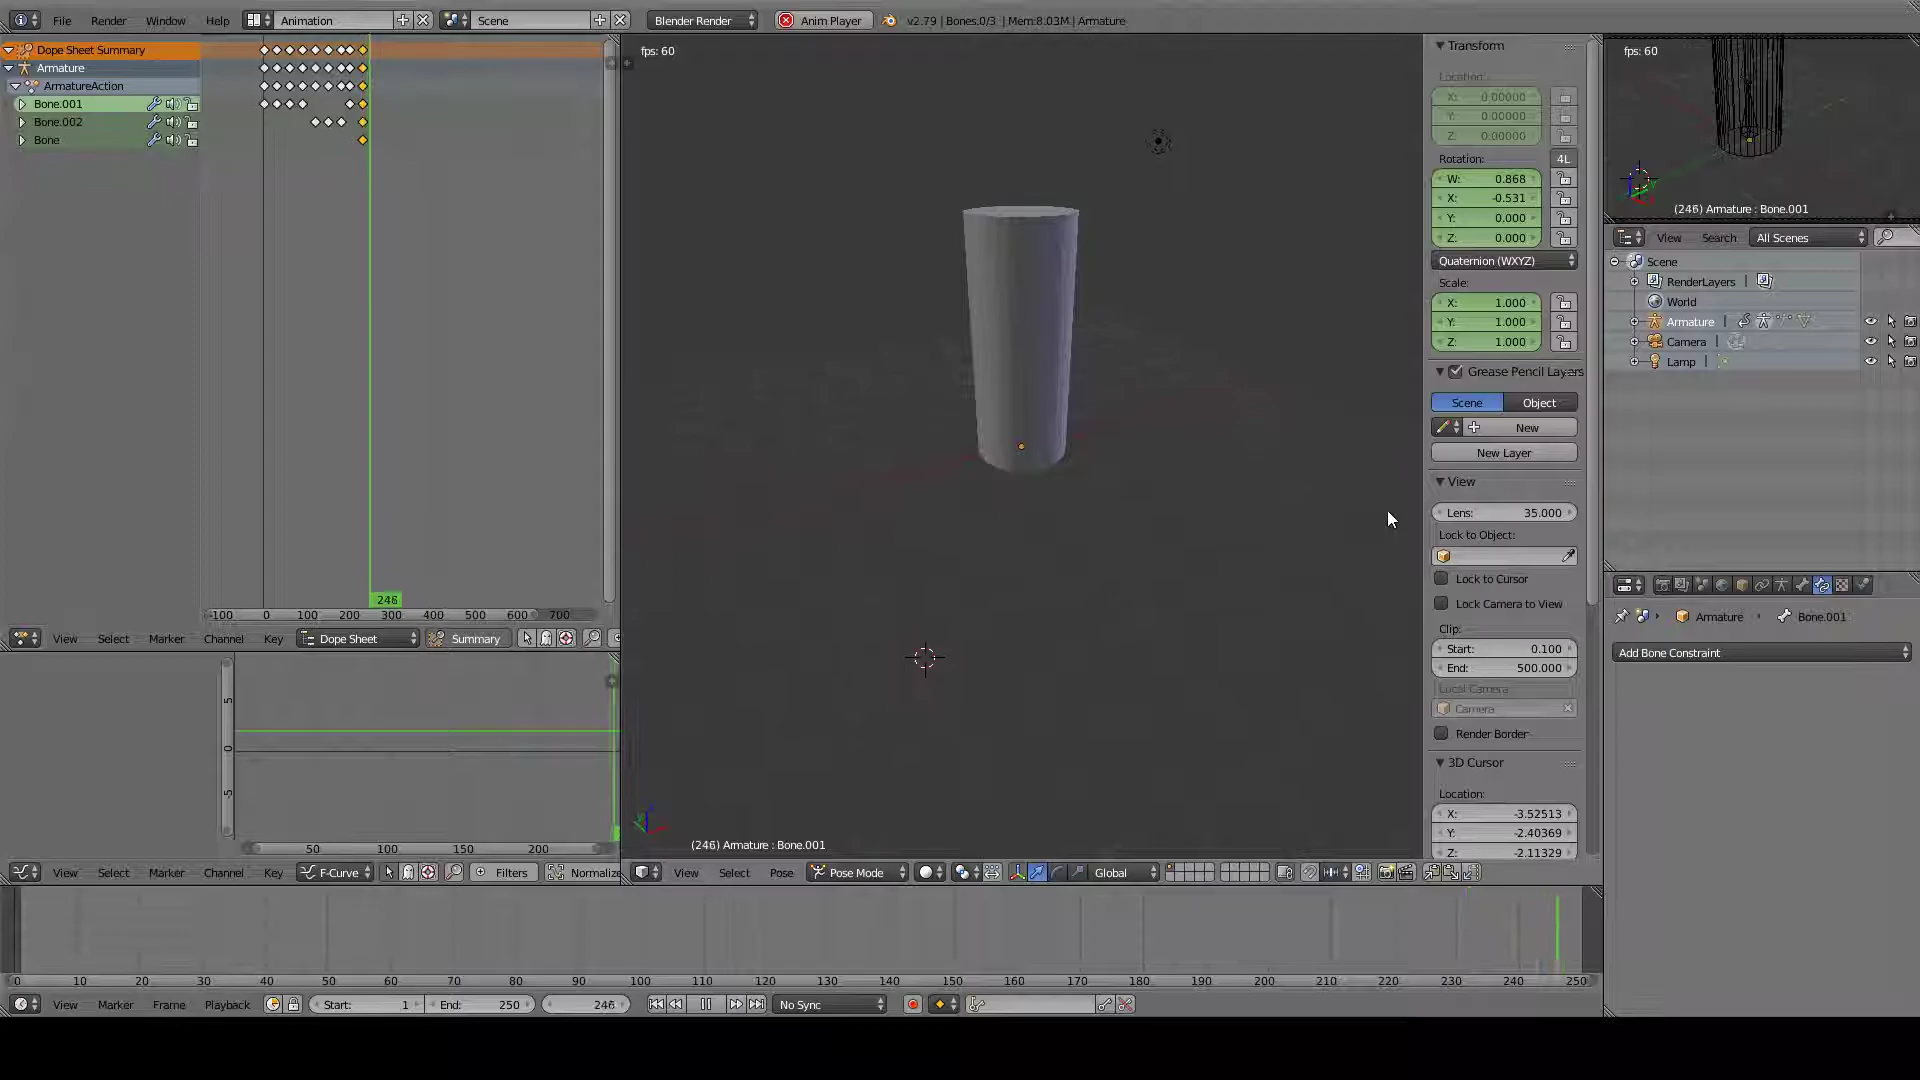 File Render Window Help Animation Scene Blender Render Anim Player v2.79 | Bones:0/3 | Mem:8.03M | Armature
Dope Sheet Summary
Armature
ArmatureAction
Bone.001
Bone.002
Bone
246
-100 0 100 200 300 400 500 600 700
View Select Marker Channel Key Dope Sheet Summary
5
0
-5
50 100 150 200
View Select Marker Channel Key F-Curve Filters Normalize
fps: 60
(246) Armature : Bone.001
View Select Pose Pose Mode Global
Transform
Location:
X: 0.00000
Y: 0.00000
Z: 0.00000
Rotation: 4L
W: 0.868
X: -0.531
Y: 0.000
Z: 0.000
Quaternion (WXYZ)
Scale:
X: 1.000
Y: 1.000
Z: 1.000
Grease Pencil Layers
Scene Object
New
New Layer
View
Lens: 35.000
Lock to Object:
Lock to Cursor
Lock Camera to View
Clip:
Start: 0.100
End: 500.000
Local Camera
Camera
Render Border
3D Cursor
Location:
X: -3.52513
Y: -2.40369
Z: -2.11329
fps: 60
(246) Armature : Bone.001
View Search All Scenes
Scene
RenderLayers
World
Armature
Camera
Lamp
Armature Bone.001
Add Bone Constraint
0 10 20 30 40 50 60 70 80 90 100 110 120 130 140 150 160 170 180 190 200 210 220 230 240 250
View Marker Frame Playback Start: 1 End: 250 246 No Sync